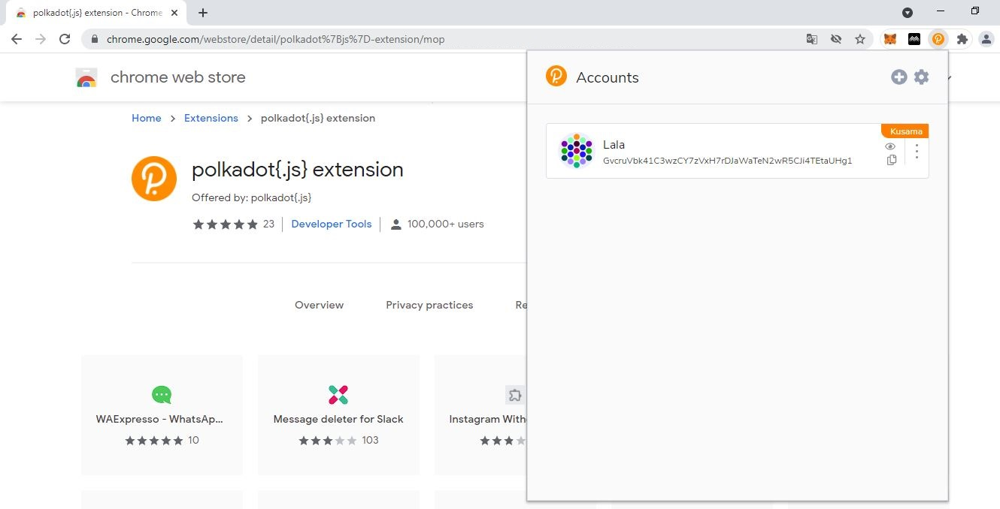 polkadot{.js} extension - Chrome
chrome.google.com/webstore/detail/polkadot%7Bjs%7D-extension/mop
chrome web store
Home > Extensions > polkadot{.js} extension
polkadot{.js} extension
Offered by: polkadot{.js}
23 Developer Tools 100,000+ users
Overview Privacy practices Re
WAExpresso - WhatsAp...
10
Message deleter for Slack
103
Instagram With
Accounts
Kusama
Lala
GvcruVbk41C3wzCY7zVxH7rDJaWaTeN2wR5CJi4TEtaUHg1